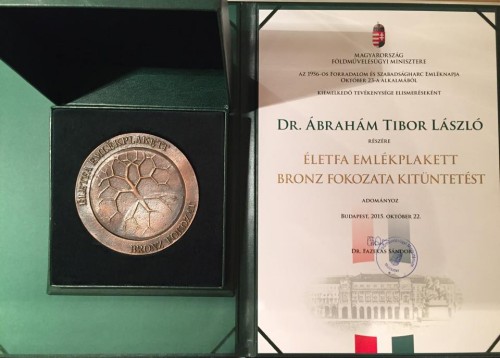 ÉLETFA EMLÉKPLAKETT
BRONZ FOKOZAT
MAGYARORSZÁG
FÖLDMŰVELÉSÜGYI MINISZTERE
AZ 1956-OS FORRADALOM ÉS SZABADSÁGHARC EMLÉKNAPJA
OKTÓBER 23-A ALKALMÁBÓL
KIEMELKEDŐ TEVÉKENYSÉGE ELISMERÉSEKÉNT
DR. ÁBRAHÁM TIBOR LÁSZLÓ
RÉSZÉRE
ÉLETFA EMLÉKPLAKETT
BRONZ FOKOZATA KITÜNTETÉST
ADOMÁNYOZ
BUDAPEST, 2015. OKTÓBER 22.
DR. FAZEKAS SÁNDOR